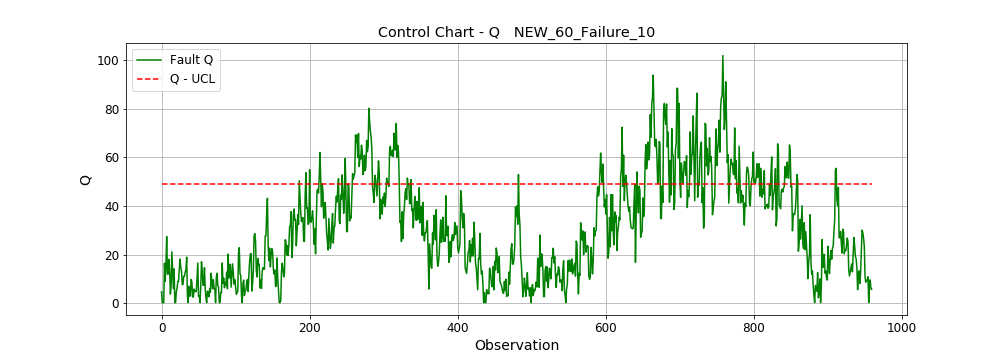 Control Chart - Q   NEW_60_Failure_10
Fault Q
Q - UCL
Q
100
80
60
40
20
0
0 200 400 600 800 1000
Observation